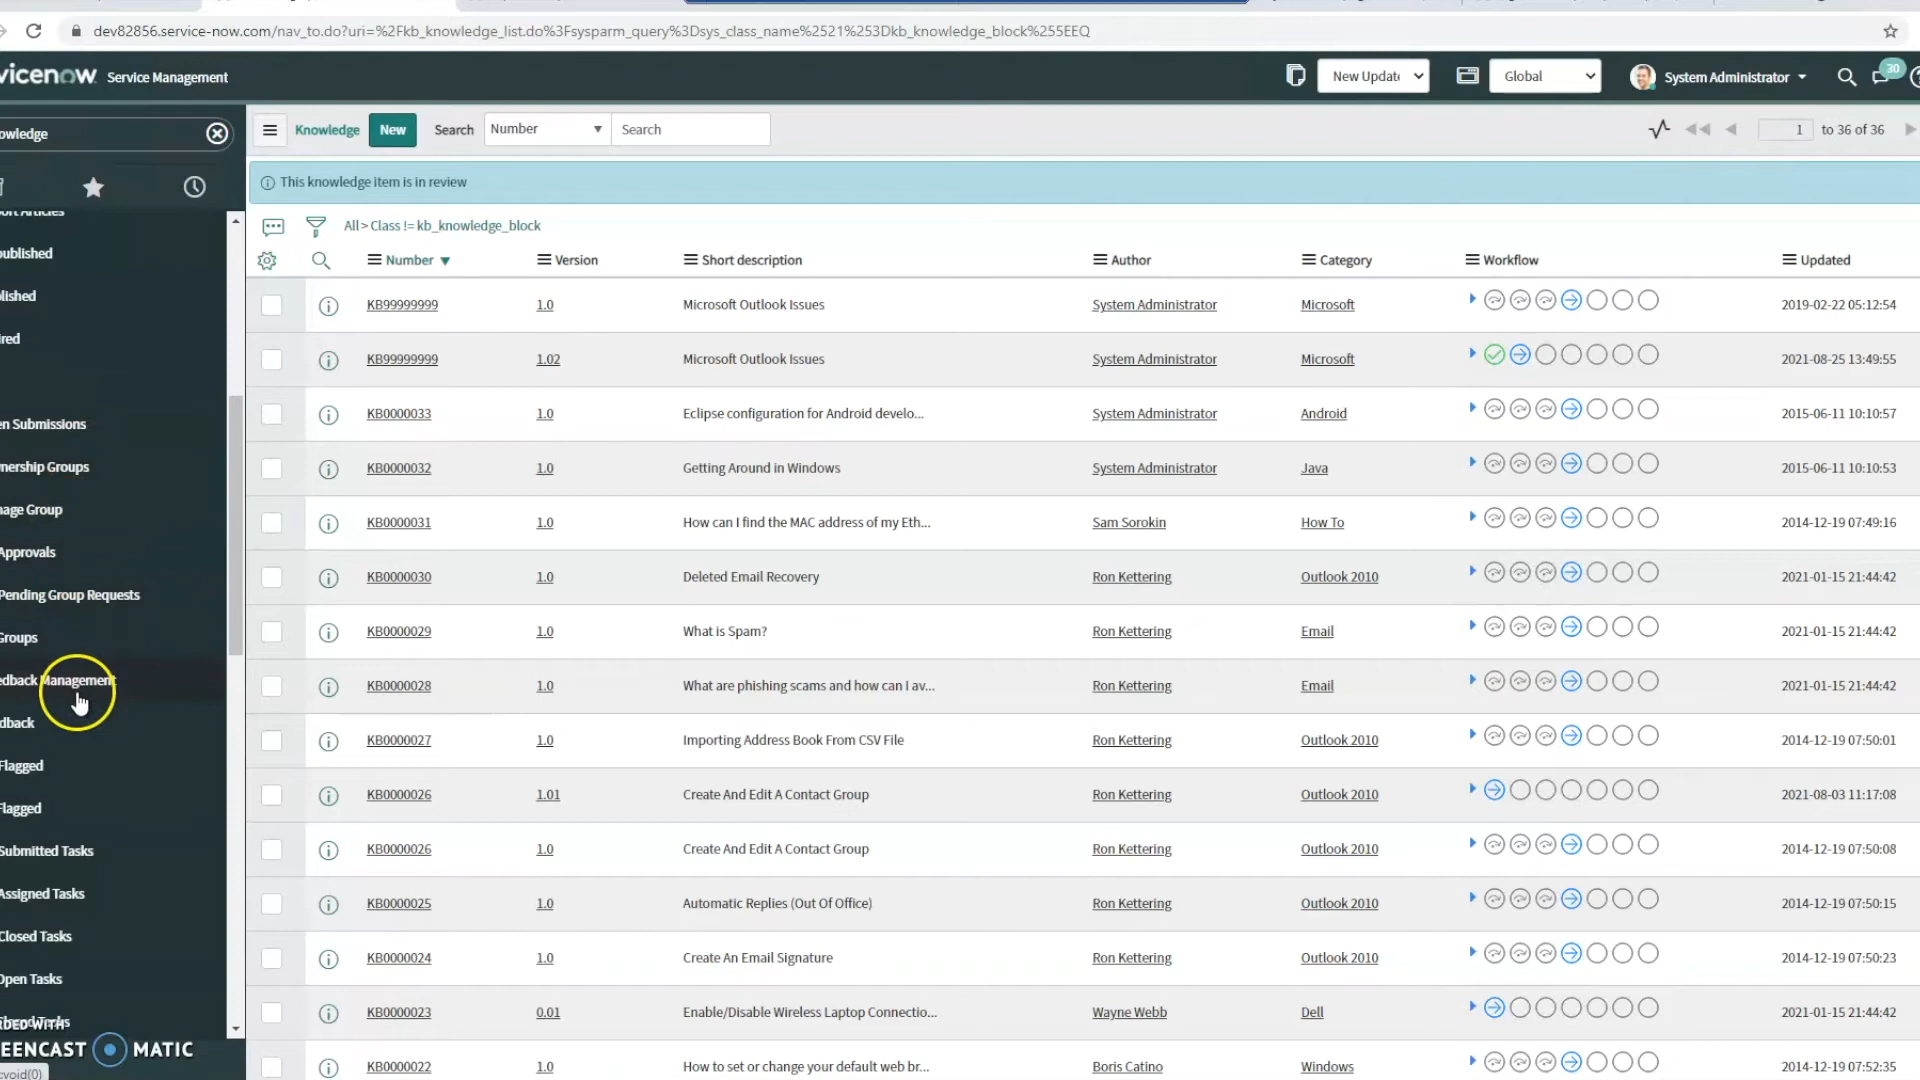 dev82856.service-now.com/nav_to.do?uri=%2Fkb_knowledge_list.do%3Fsysparm_query%3Dsys_class_name%2521%253Dkb_knowledge_block%255EEQ
vicenow Service Management
New Update
Global
System Administrator
30
owledge
Knowledge New Search Number Search
1 to 36 of 36
This knowledge item is in review
All > Class != kb_knowledge_block
Number Version Short description Author Category Workflow Updated
KB99999999 1.0 Microsoft Outlook Issues System Administrator Microsoft 2019-02-22 05:12:54
KB99999999 1.02 Microsoft Outlook Issues System Administrator Microsoft 2021-08-25 13:49:55
KB0000033 1.0 Eclipse configuration for Android develo... System Administrator Android 2015-06-11 10:10:57
KB0000032 1.0 Getting Around in Windows System Administrator Java 2015-06-11 10:10:53
KB0000031 1.0 How can I find the MAC address of my Eth... Sam Sorokin How To 2014-12-19 07:49:16
KB0000030 1.0 Deleted Email Recovery Ron Kettering Outlook 2010 2021-01-15 21:44:42
KB0000029 1.0 What is Spam? Ron Kettering Email 2021-01-15 21:44:42
KB0000028 1.0 What are phishing scams and how can I av... Ron Kettering Email 2021-01-15 21:44:42
KB0000027 1.0 Importing Address Book From CSV File Ron Kettering Outlook 2010 2014-12-19 07:50:01
KB0000026 1.01 Create And Edit A Contact Group Ron Kettering Outlook 2010 2021-08-03 11:17:08
KB0000026 1.0 Create And Edit A Contact Group Ron Kettering Outlook 2010 2014-12-19 07:50:08
KB0000025 1.0 Automatic Replies (Out Of Office) Ron Kettering Outlook 2010 2014-12-19 07:50:15
KB0000024 1.0 Create An Email Signature Ron Kettering Outlook 2010 2014-12-19 07:50:23
KB0000023 0.01 Enable/Disable Wireless Laptop Connectio... Wayne Webb Dell 2021-01-15 21:44:42
KB0000022 1.0 How to set or change your default web br... Boris Catino Windows 2014-12-19 07:52:35
ort Articles
published
lished
ired
en Submissions
nership Groups
nage Group
Approvals
Pending Group Requests
Groups
edback Management
dback
Flagged
Flagged
Submitted Tasks
Assigned Tasks
Closed Tasks
Open Tasks
DED WITH
EENCAST MATIC
:void(0)